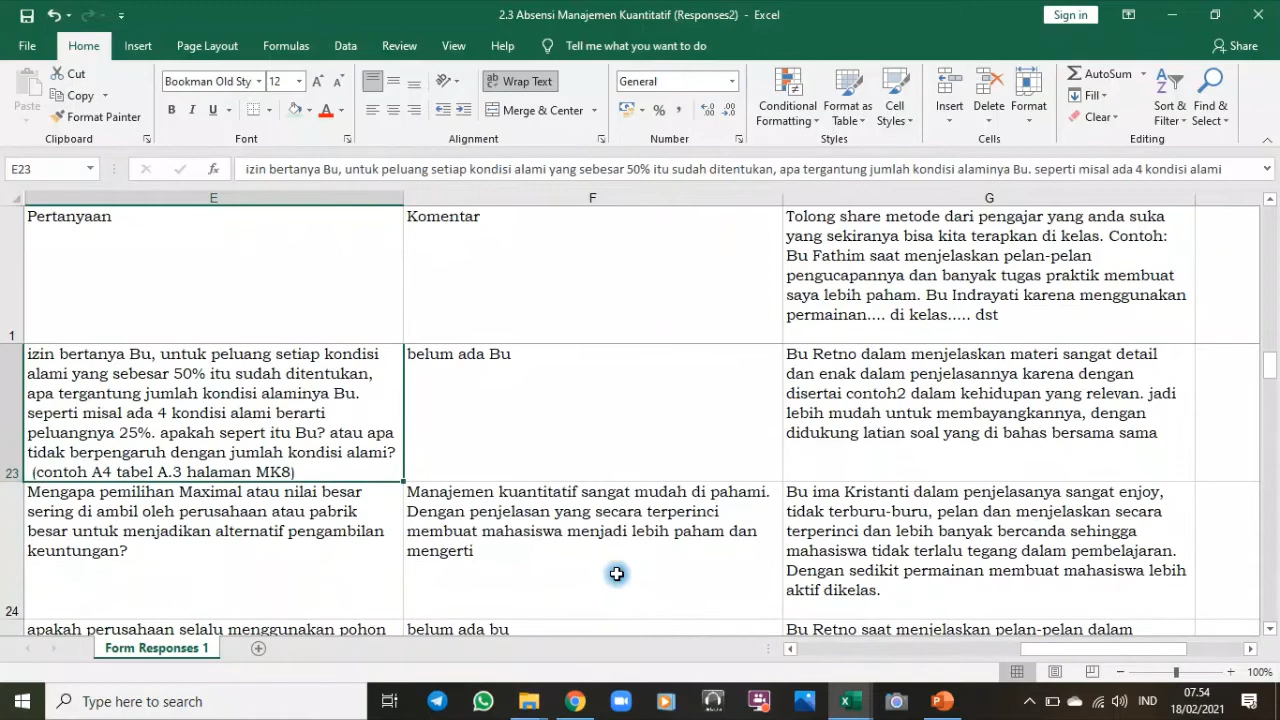 2.3 Absensi Manajemen Kuantitatif (Responses2) - Excel
Sign in
File Home Insert Page Layout Formulas Data Review View Help Tell me what you want to do Share
Paste
Cut
Copy
Format Painter
Clipboard
Bookman Old Sty 12
B I U
Font
Wrap Text
Merge & Center
Alignment
General
Number
Conditional Formatting
Format as Table
Cell Styles
Styles
Insert Delete Format
Cells
AutoSum
Fill
Clear
Sort & Filter
Find & Select
Editing
E23
fx
izin bertanya Bu, untuk peluang setiap kondisi alami yang sebesar 50% itu sudah ditentukan, apa tergantung jumlah kondisi alaminya Bu. seperti misal ada 4 kondisi alami
E F G
1
Pertanyaan
Komentar
Tolong share metode dari pengajar yang anda suka
yang sekiranya bisa kita terapkan di kelas. Contoh:
Bu Fathim saat menjelaskan pelan-pelan
pengucapannya dan banyak tugas praktik membuat
saya lebih paham. Bu Indrayati karena menggunakan
permainan.... di kelas..... dst
23
izin bertanya Bu, untuk peluang setiap kondisi
alami yang sebesar 50% itu sudah ditentukan,
apa tergantung jumlah kondisi alaminya Bu.
seperti misal ada 4 kondisi alami berarti
peluangnya 25%. apakah sepert itu Bu? atau apa
tidak berpengaruh dengan jumlah kondisi alami?
(contoh A4 tabel A.3 halaman MK8)
belum ada Bu
Bu Retno dalam menjelaskan materi sangat detail
dan enak dalam penjelasannya karena dengan
disertai contoh2 dalam kehidupan yang relevan. jadi
lebih mudah untuk membayangkannya, dengan
didukung latian soal yang di bahas bersama sama
24
Mengapa pemilihan Maximal atau nilai besar
sering di ambil oleh perusahaan atau pabrik
besar untuk menjadikan alternatif pengambilan
keuntungan?
Manajemen kuantitatif sangat mudah di pahami.
Dengan penjelasan yang secara terperinci
membuat mahasiswa menjadi lebih paham dan
mengerti
Bu ima Kristanti dalam penjelasanya sangat enjoy,
tidak terburu-buru, pelan dan menjelaskan secara
terperinci dan lebih banyak bercanda sehingga
mahasiswa tidak terlalu tegang dalam pembelajaran.
Dengan sedikit permainan membuat mahasiswa lebih
aktif dikelas.
apakah perusahaan selalu menggunakan pohon
belum ada bu
Bu Retno saat menjelaskan pelan-pelan dalam
Form Responses 1
100%
Type here to search
IND
07.54
18/02/2021